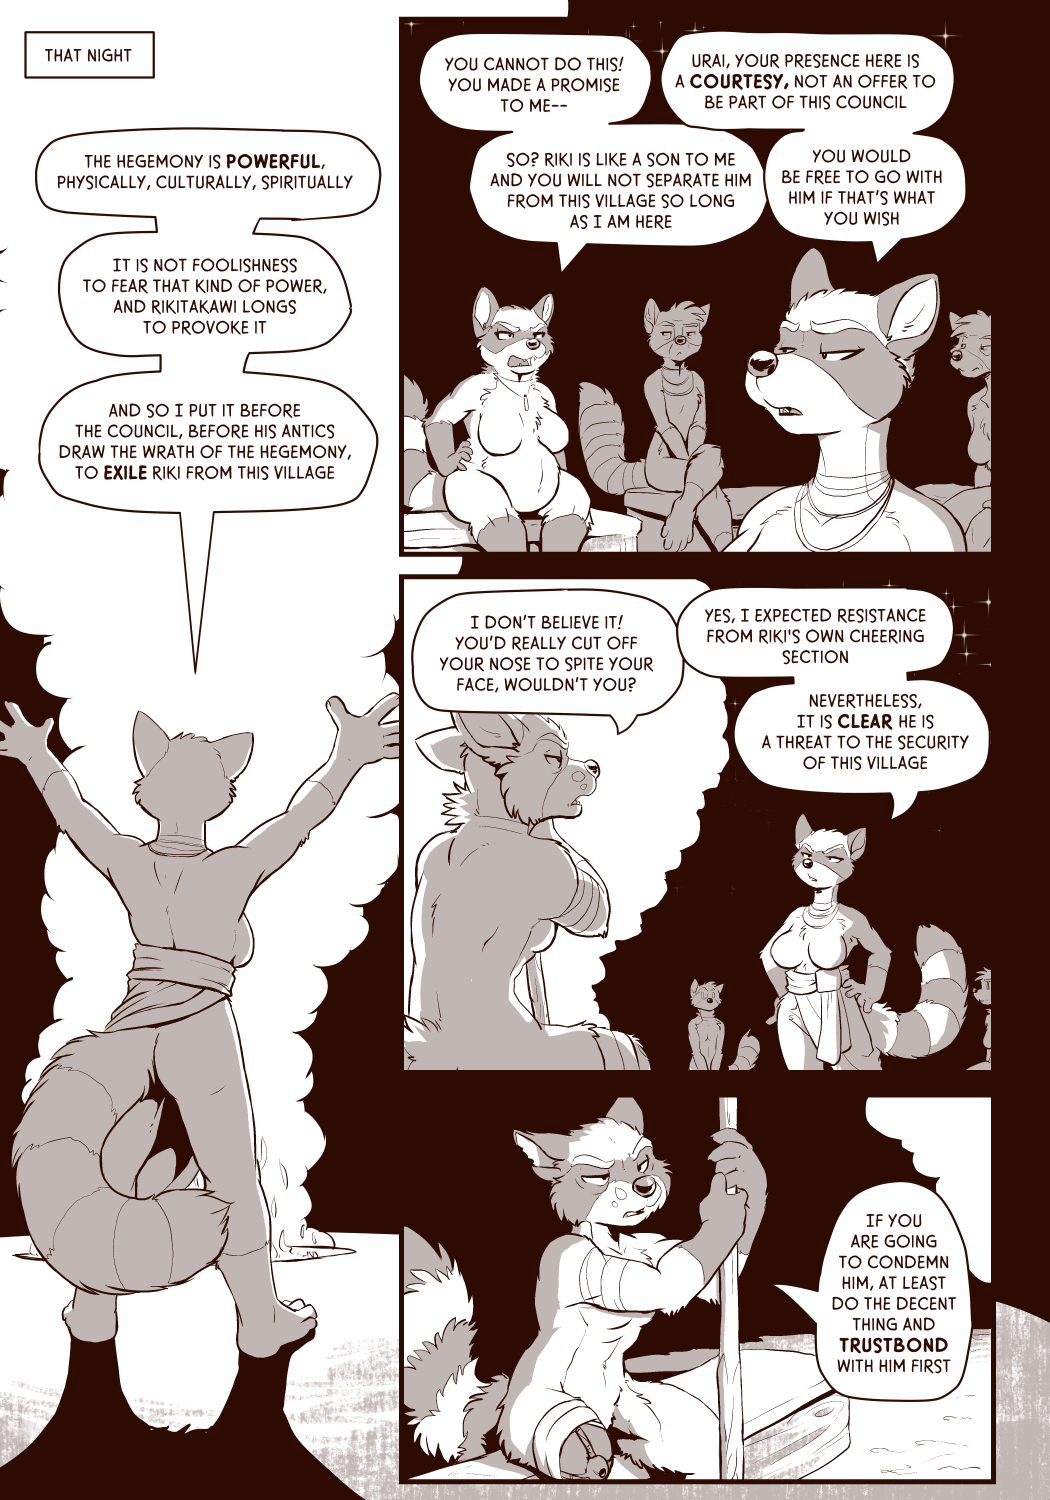 THAT NIGHT
THE HEGEMONY IS POWERFUL,
PHYSICALLY, CULTURALLY, SPIRITUALLY
IT IS NOT FOOLISHNESS
TO FEAR THAT KIND OF POWER,
AND RIKITAKAWI LONGS
TO PROVOKE IT
AND SO I PUT IT BEFORE
THE COUNCIL, BEFORE HIS ANTICS
DRAW THE WRATH OF THE HEGEMONY,
TO EXILE RIKI FROM THIS VILLAGE
YOU CANNOT DO THIS!
YOU MADE A PROMISE
TO ME--
URAI, YOUR PRESENCE HERE IS
A COURTESY, NOT AN OFFER TO
BE PART OF THIS COUNCIL
SO? RIKI IS LIKE A SON TO ME
AND YOU WILL NOT SEPARATE HIM
FROM THIS VILLAGE SO LONG
AS I AM HERE
YOU WOULD
BE FREE TO GO WITH
HIM IF THAT'S WHAT
YOU WISH
I DON'T BELIEVE IT!
YOU'D REALLY CUT OFF
YOUR NOSE TO SPITE YOUR
FACE, WOULDN'T YOU?
YES, I EXPECTED RESISTANCE
FROM RIKI'S OWN CHEERING
SECTION
NEVERTHELESS,
IT IS CLEAR HE IS
A THREAT TO THE SECURITY
OF THIS VILLAGE
IF YOU
ARE GOING
TO CONDEMN
HIM, AT LEAST
DO THE DECENT
THING AND
TRUSTBOND
WITH HIM FIRST